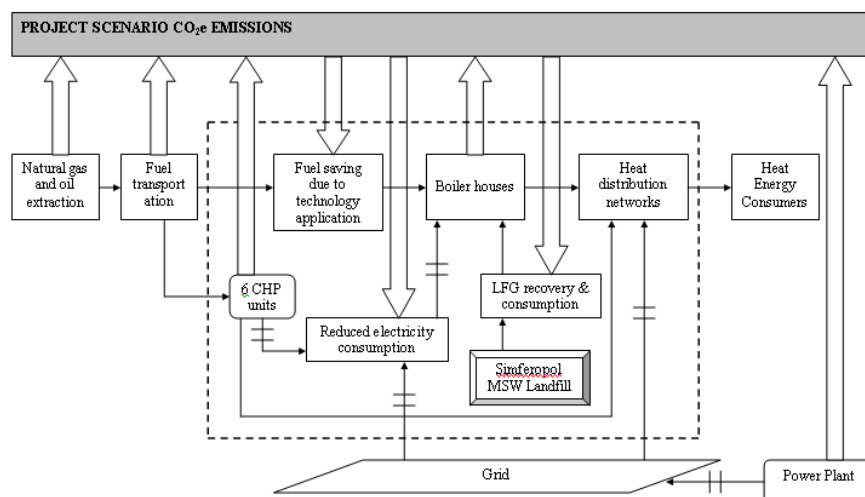 PROJECT SCENARIO CO₂e EMISSIONS
Natural gas
and oil
extraction
Fuel
transport
ation
Fuel saving
due to
technology
application
Boiler houses
Heat
distribution
networks
Heat
Energy
Consumers
6 CHP
units
LFG recovery &
consumption
Reduced electricity
consumption
Simferopol
MSW Landfill
Grid
Power Plant